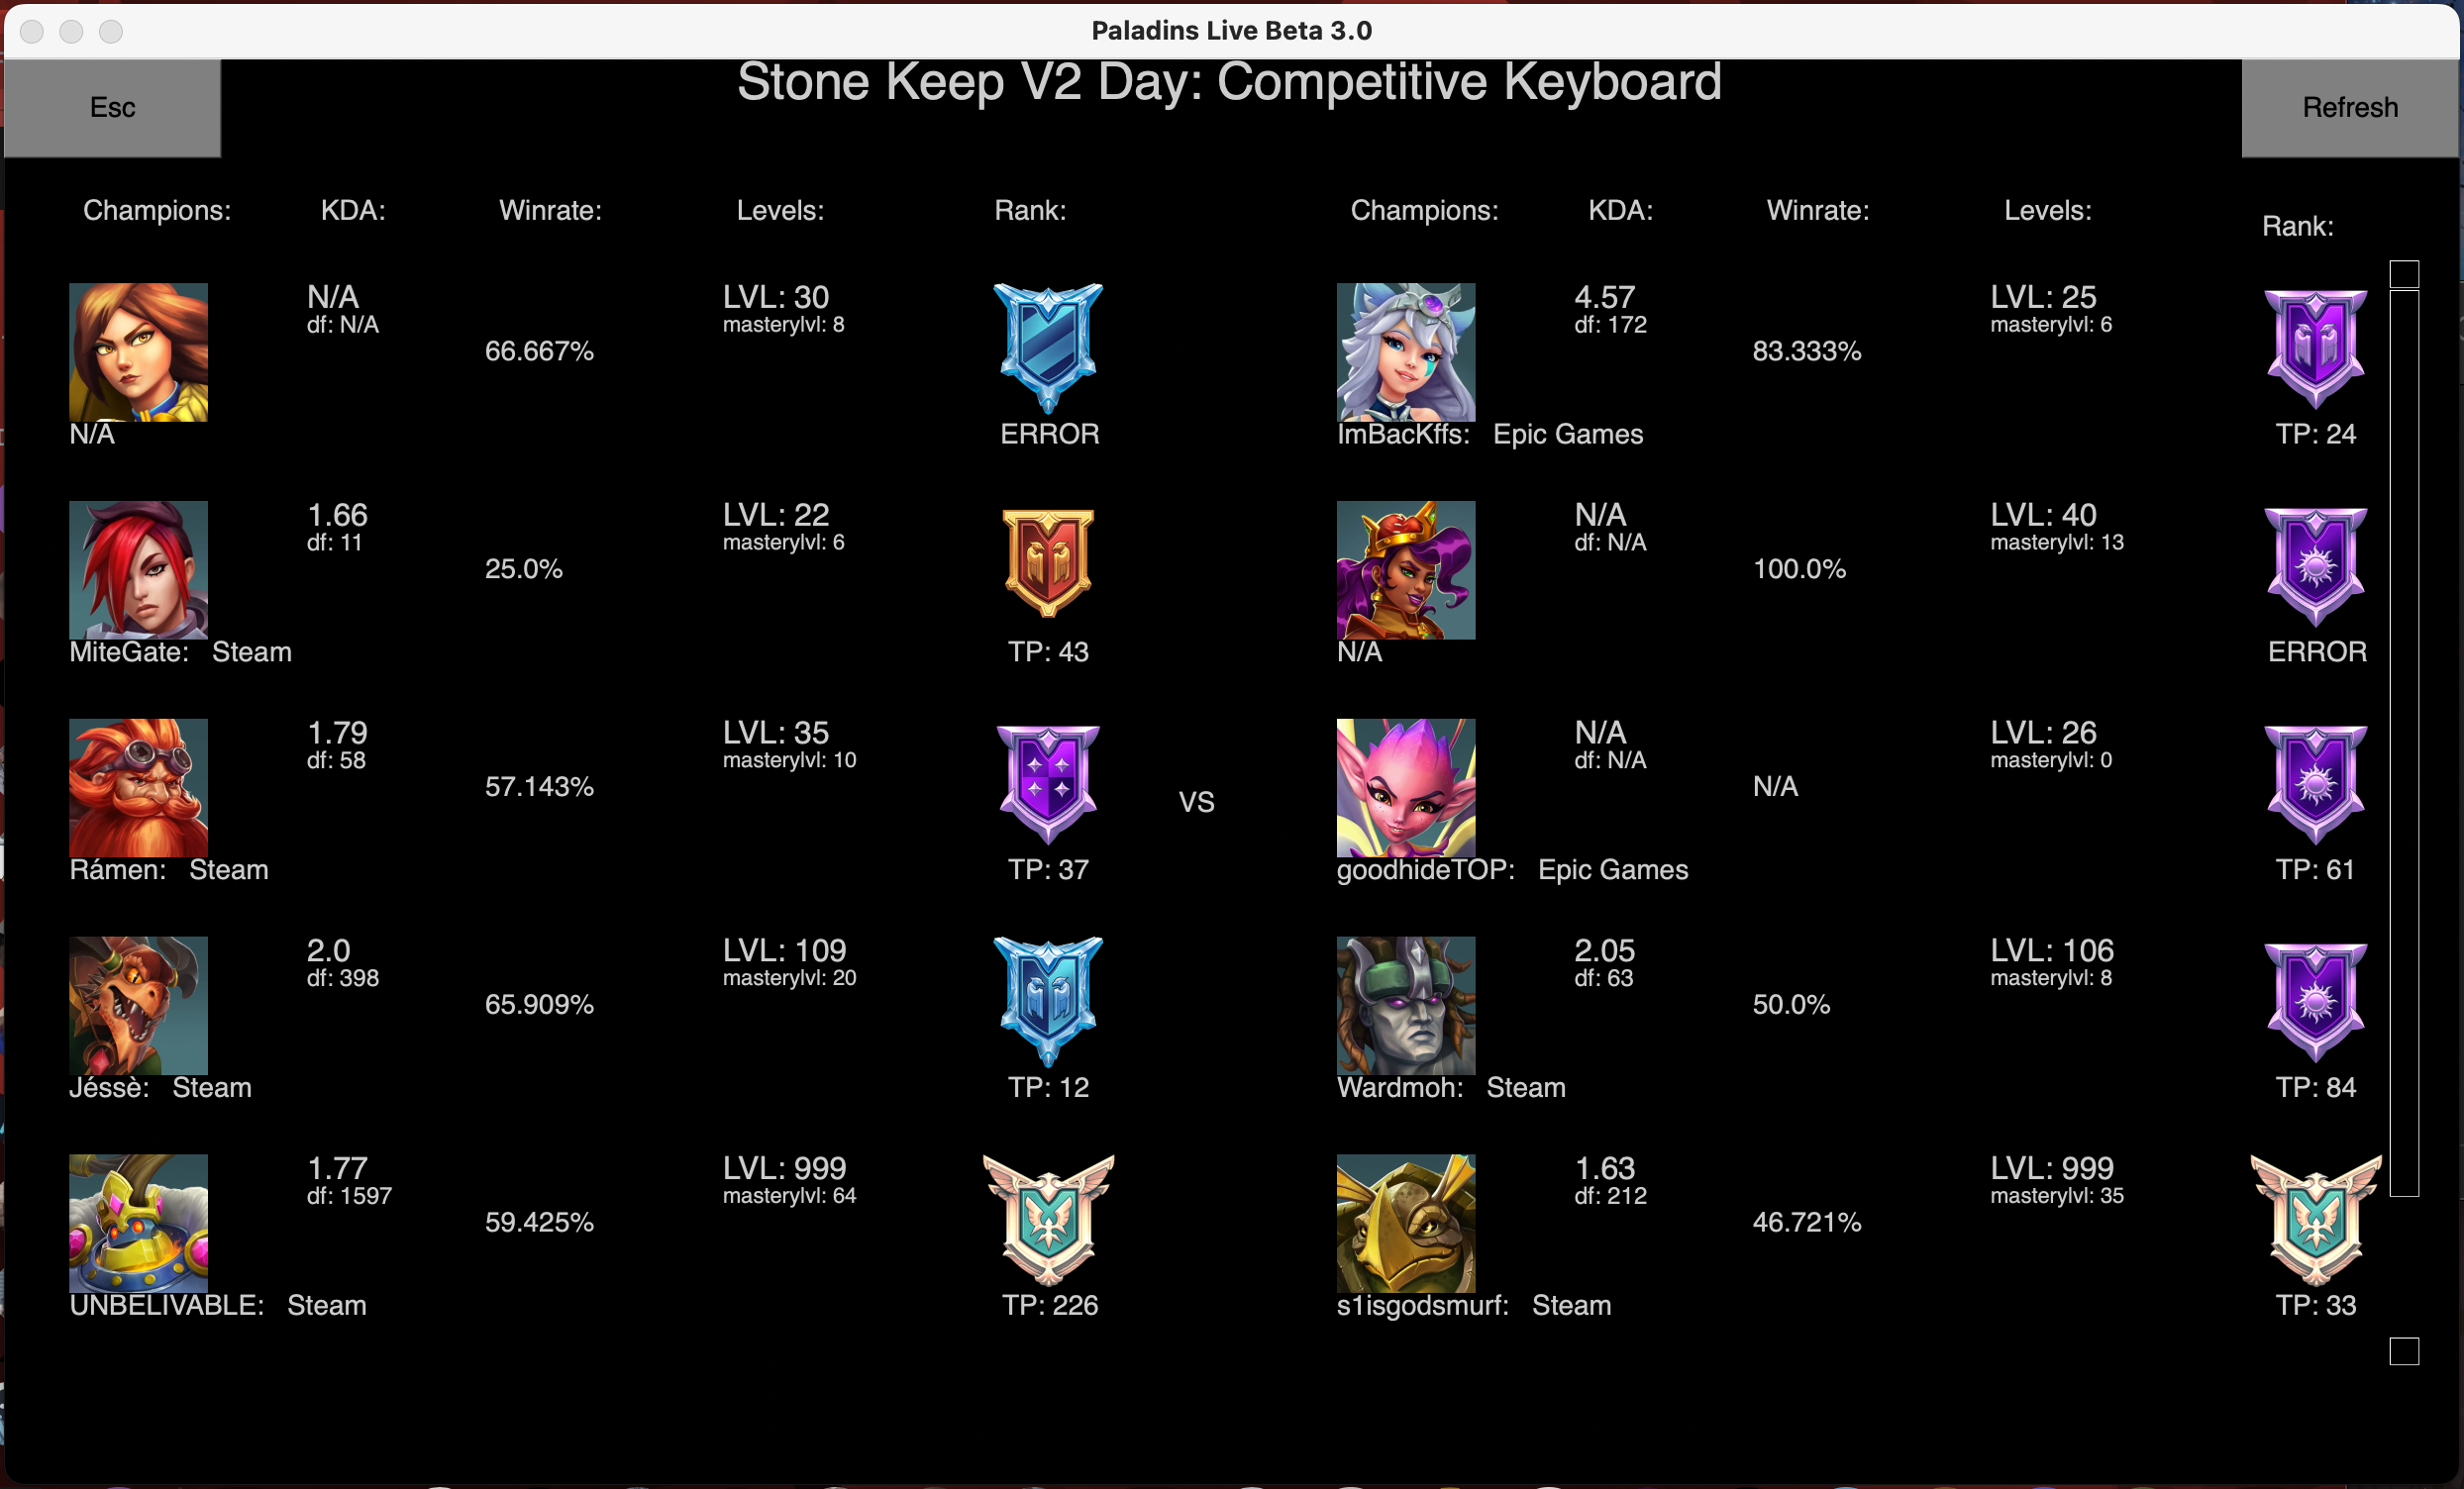 Paladins Live Beta 3.0
Esc
Stone Keep V2 Day: Competitive Keyboard
Refresh
Champions: KDA: Winrate: Levels: Rank:
N/A
df: N/A
66.667%
LVL: 30
masterylvl: 8
N/A
ERROR
1.66
df: 11
25.0%
LVL: 22
masterylvl: 6
MiteGate: Steam
TP: 43
1.79
df: 58
57.143%
LVL: 35
masterylvl: 10
Rámen: Steam
TP: 37
2.0
df: 398
65.909%
LVL: 109
masterylvl: 20
Jéssè: Steam
TP: 12
1.77
df: 1597
59.425%
LVL: 999
masterylvl: 64
UNBELIVABLE: Steam
TP: 226
VS
Champions: KDA: Winrate: Levels: Rank:
4.57
df: 172
83.333%
LVL: 25
masterylvl: 6
ImBacKffs: Epic Games
TP: 24
N/A
df: N/A
100.0%
LVL: 40
masterylvl: 13
N/A
ERROR
N/A
df: N/A
N/A
LVL: 26
masterylvl: 0
goodhideTOP: Epic Games
TP: 61
2.05
df: 63
50.0%
LVL: 106
masterylvl: 8
Wardmoh: Steam
TP: 84
1.63
df: 212
46.721%
LVL: 999
masterylvl: 35
s1isgodsmurf: Steam
TP: 33